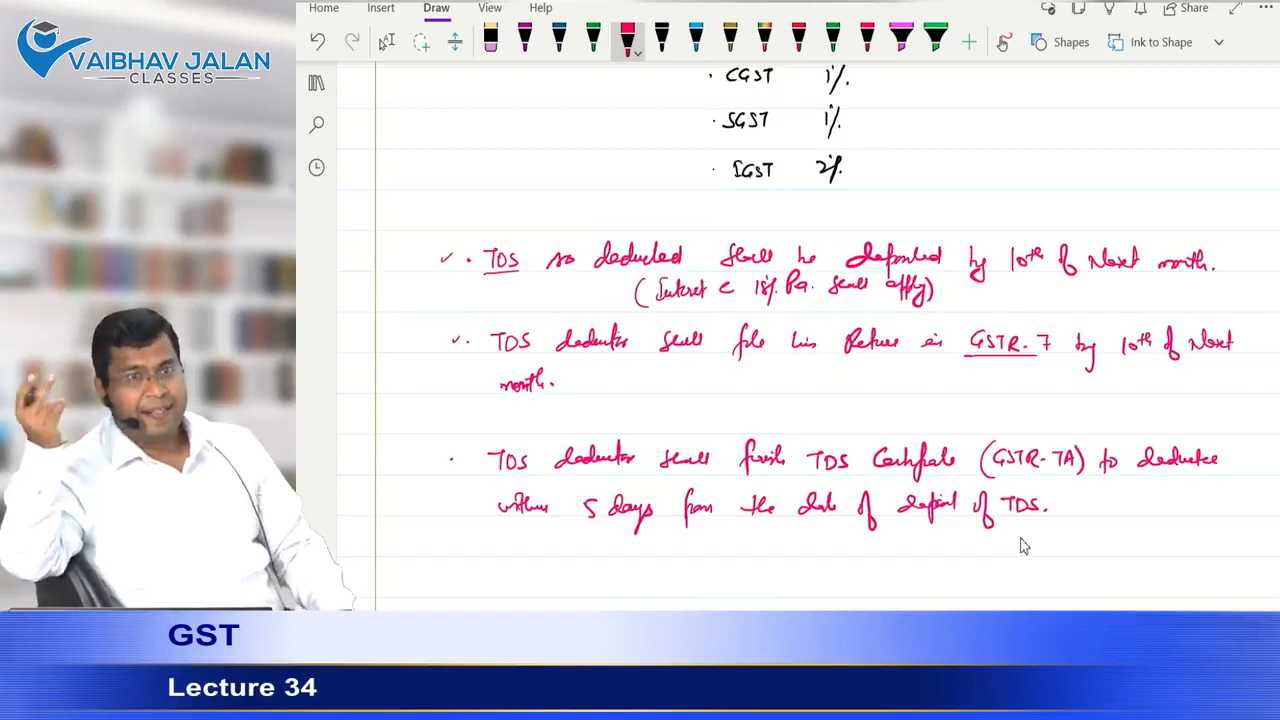 Home Insert Draw View Help Share
VAIBHAV JALAN
CLASSES
Shapes Ink to Shape
· CGST 1%.
· SGST 1%.
· IGST 2%.
· TDS so deducted shall be deposited by 10th of Next month.
(Interest @ 18% Pa. shall apply)
· TDS deductor shall file his Return in GSTR-7 by 10th of Next
month.
· TDS deductor shall furnish TDS Certificate (GSTR-7A) to deductee
within 5 days from the date of deposit of TDS.
GST
Lecture 34